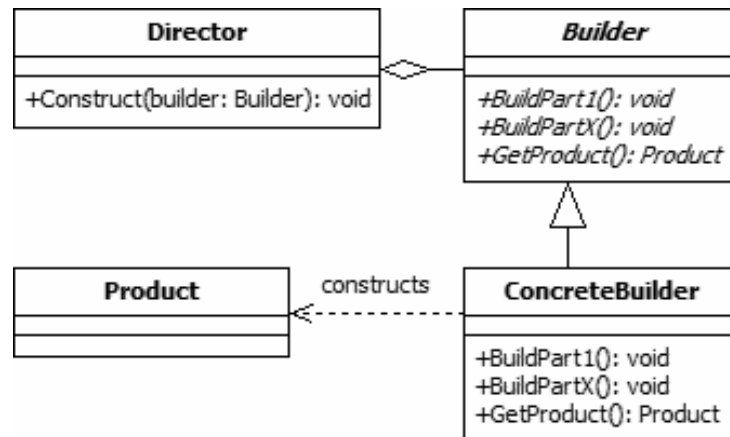 Director
+Construct(builder: Builder): void
Builder
+BuildPart1(): void
+BuildPartX(): void
+GetProduct(): Product
Product
constructs
ConcreteBuilder
+BuildPart1(): void
+BuildPartX(): void
+GetProduct(): Product